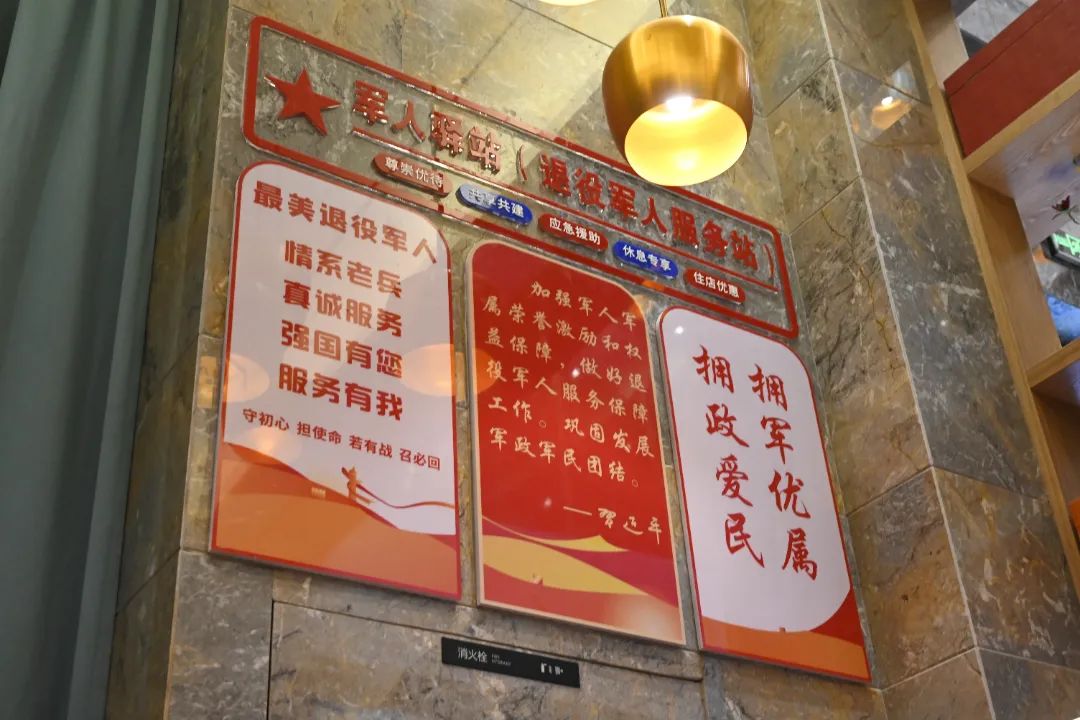 军人驿站（退役军人服务站）
尊崇优待
共享共建
应急援助
休息专享
住店优惠
最美退役军人
情系老兵
真诚服务
强国有您
服务有我
守初心 担使命 若有战 召必回
加强军人军
属荣誉激励和权
益保障，做好退
役军人服务保障
工作。巩固发展
军政军民团结。
——习近平
拥军优属
拥政爱民
消火栓